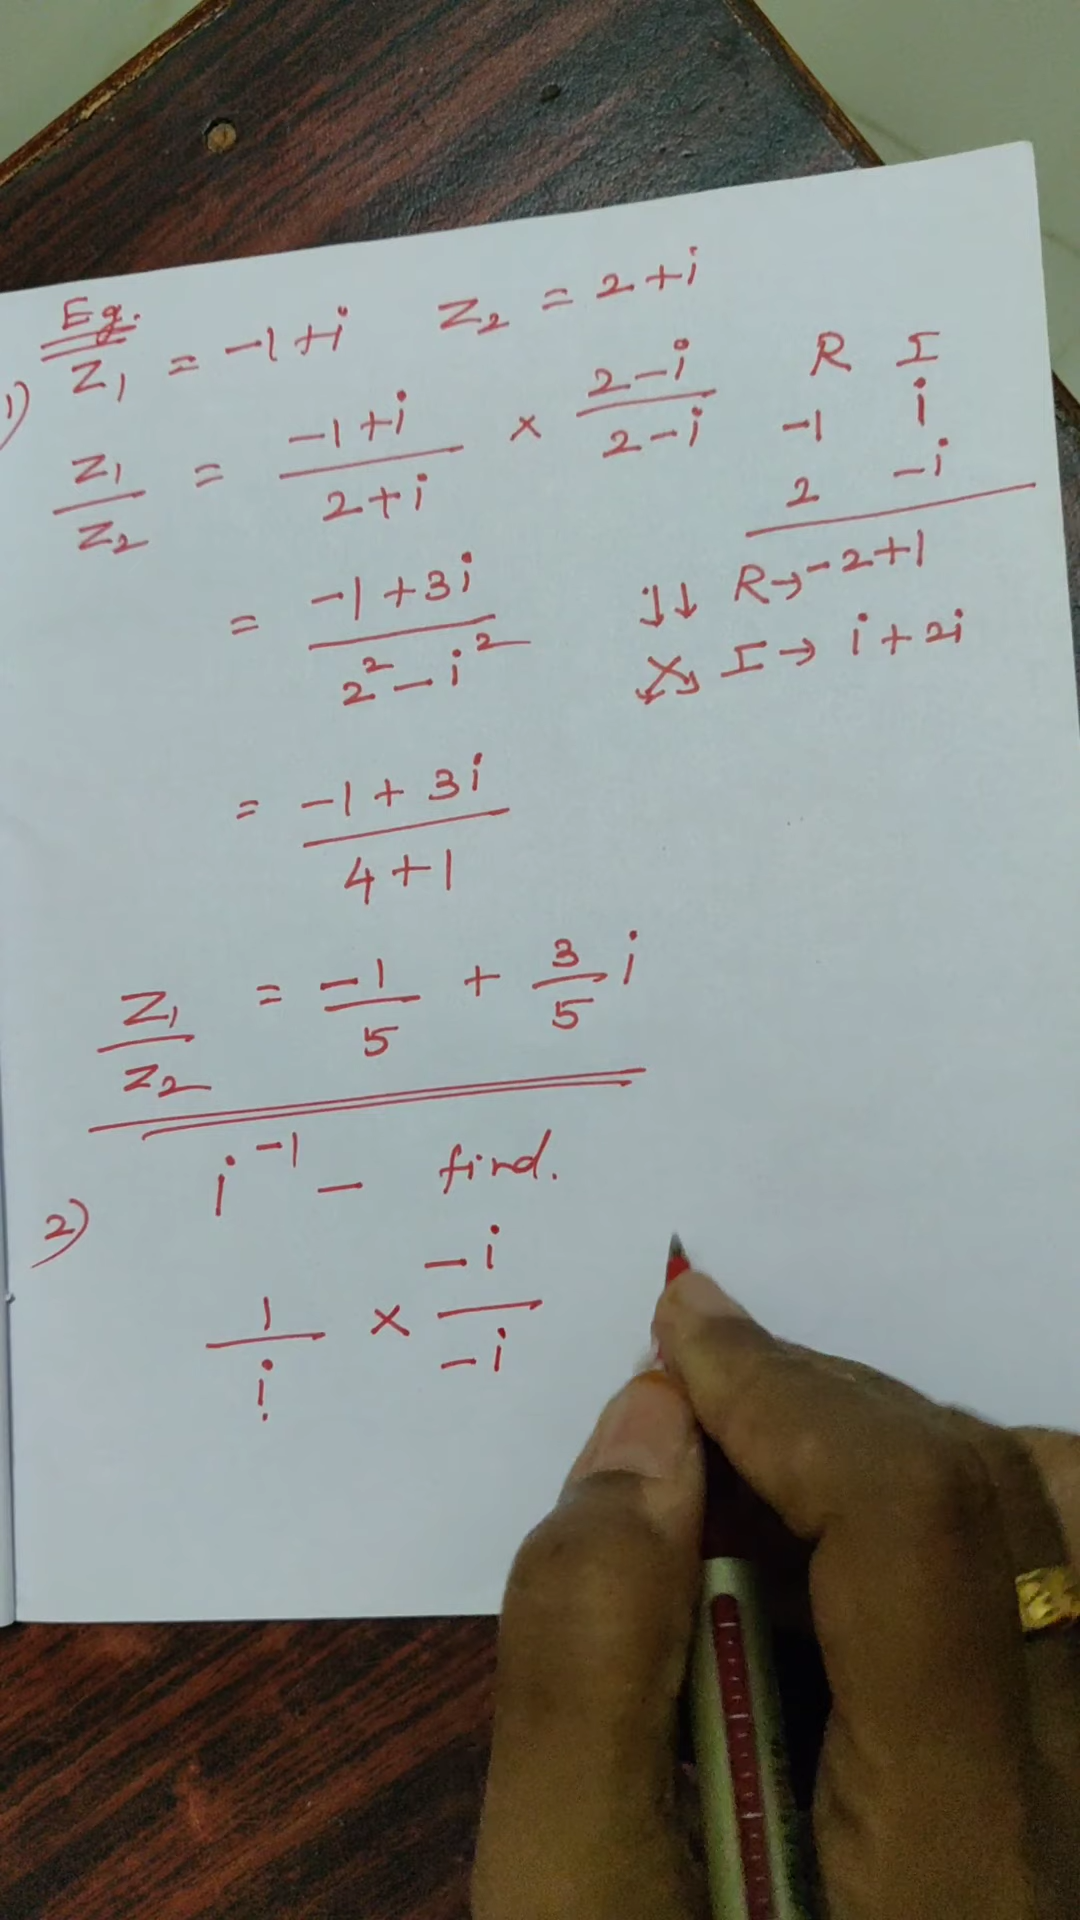 Eg.
1) Z₁ = -1+i Z₂ = 2+i
Z₁/Z₂ = (-1+i)/(2+i) × (2-i)/(2-i)
R I
-1 i
2 -i
R → -2+1
I → i+2i
= (-1+3i)/(2²-i²)
= (-1+3i)/(4+1)
Z₁/Z₂ = -1/5 + 3/5 i
2) i⁻¹ - find.
1/i × -i/-i